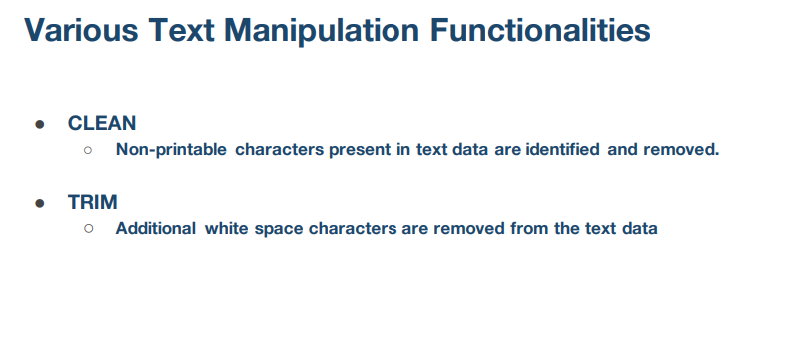 Various Text Manipulation Functionalities
● CLEAN
○ Non-printable characters present in text data are identified and removed.
● TRIM
○ Additional white space characters are removed from the text data